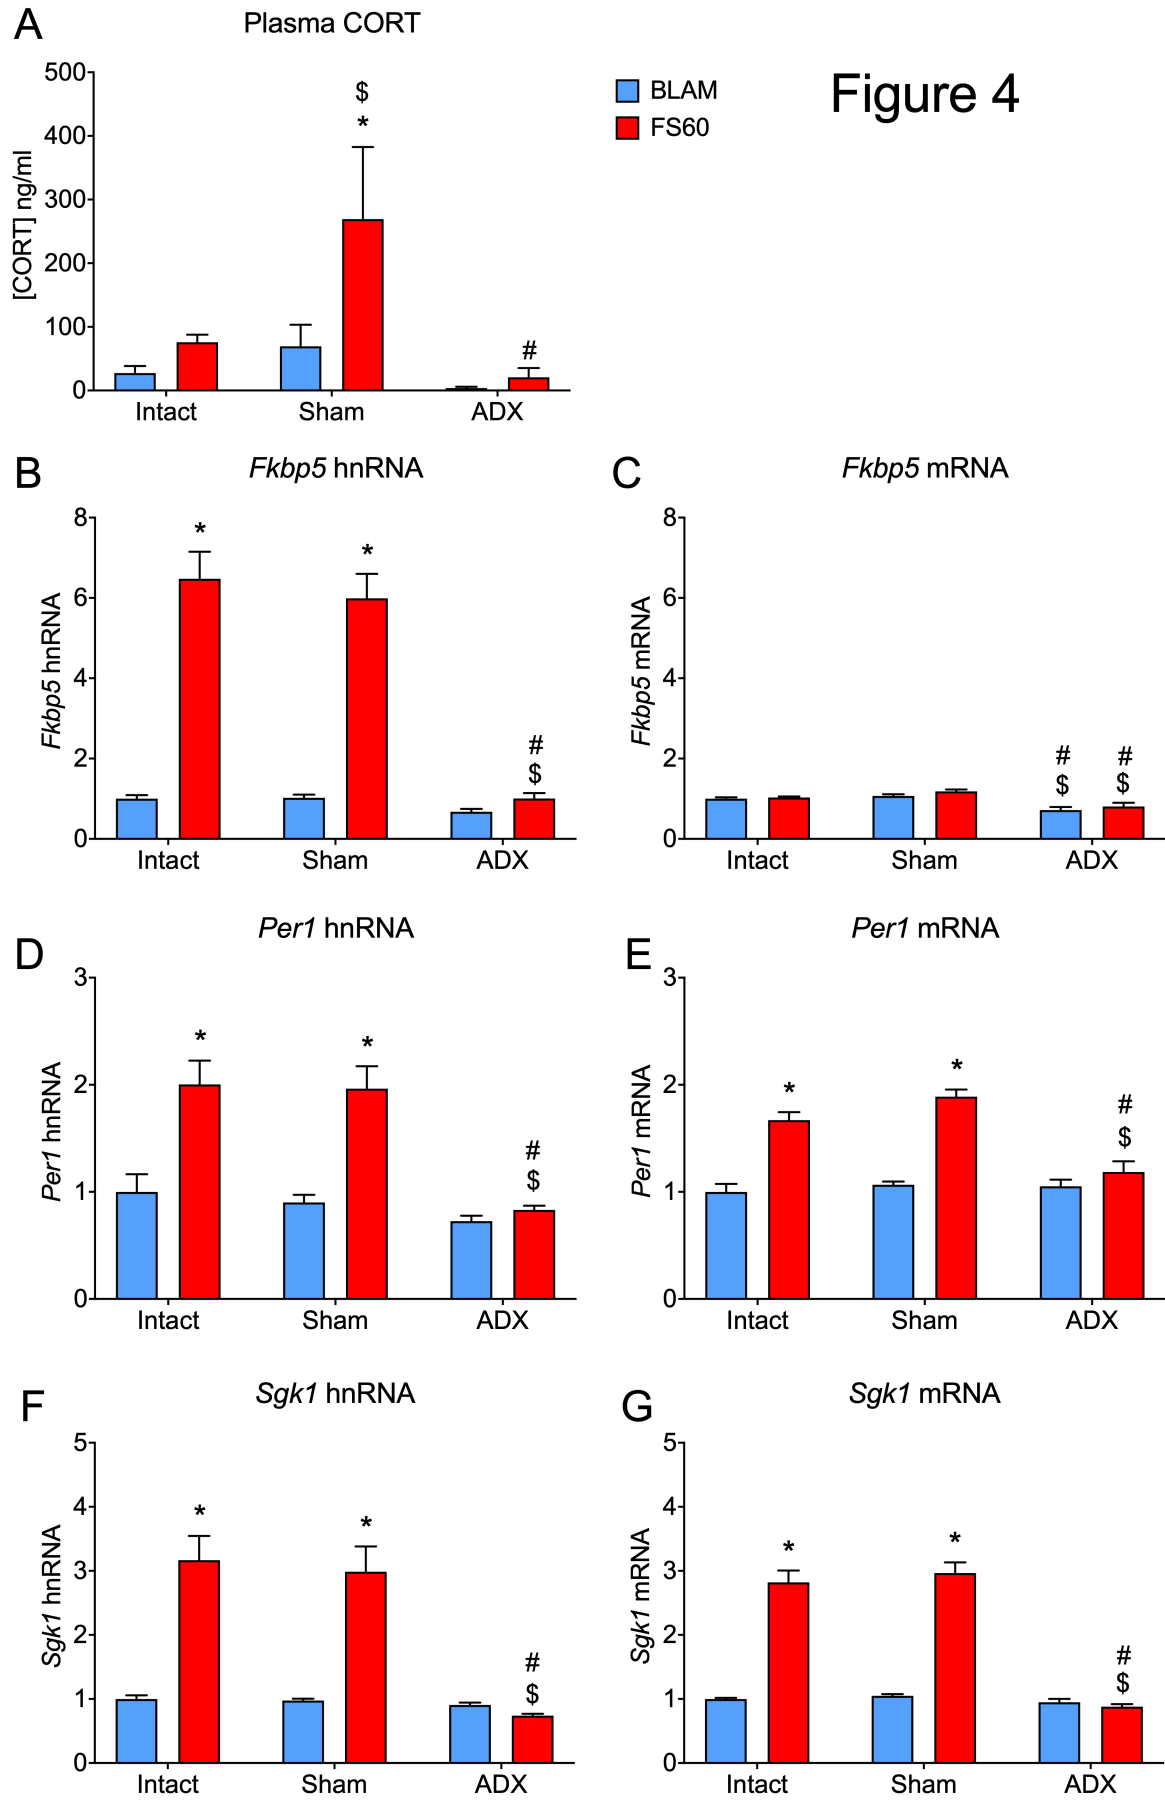 A
Plasma CORT
Figure 4
BLAM
FS60
[CORT] ng/ml
500
400
300
200
100
0
$
*
#
Intact Sham ADX
B
Fkbp5 hnRNA
Fkbp5 hnRNA
8
6
4
2
0
*
*
#
$
Intact Sham ADX
C
Fkbp5 mRNA
Fkbp5 mRNA
8
6
4
2
0
# #
$ $
Intact Sham ADX
D
Per1 hnRNA
Per1 hnRNA
3
2
1
0
*
*
#
$
Intact Sham ADX
E
Per1 mRNA
Per1 mRNA
3
2
1
0
*
*
#
$
Intact Sham ADX
F
Sgk1 hnRNA
Sgk1 hnRNA
5
4
3
2
1
0
*
*
#
$
Intact Sham ADX
G
Sgk1 mRNA
Sgk1 mRNA
5
4
3
2
1
0
*
*
#
$
Intact Sham ADX